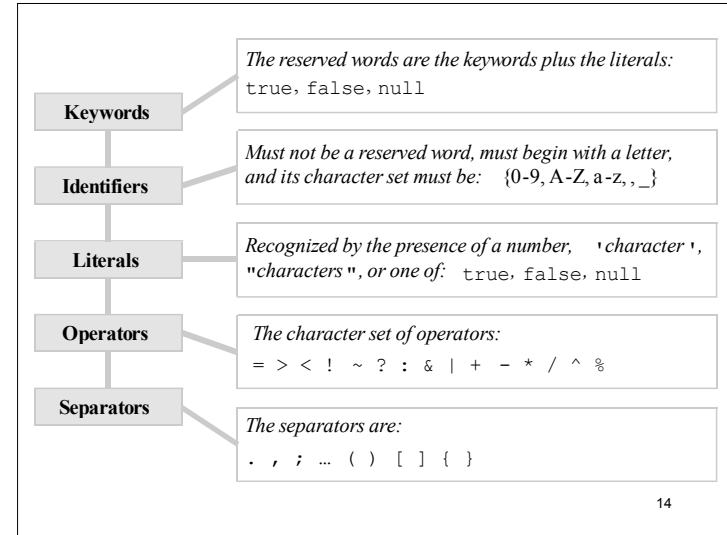 Keywords
The reserved words are the keywords plus the literals:
true, false, null
Identifiers
Must not be a reserved word, must begin with a letter,
and its character set must be: {0-9, A-Z, a-z, , _}
Literals
Recognized by the presence of a number, 'character',
"characters", or one of: true, false, null
Operators
The character set of operators:
= > < ! ~ ? : & | + - * / ^ %
Separators
The separators are:
. , ; … ( ) [ ] { }
14